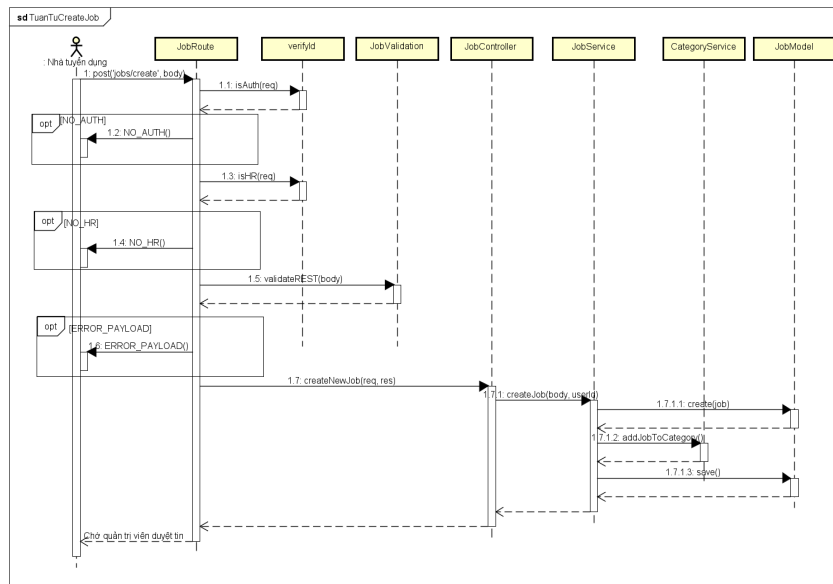 sd TuanTuCreateJob
: Nhà tuyển dụng
JobRoute
verifyId
JobValidation
JobController
JobService
CategoryService
JobModel
1: post('jobs/create', body)
1.1: isAuth(req)
opt [NO_AUTH]
1.2: NO_AUTH()
1.3: isHR(req)
opt [NO_HR]
1.4: NO_HR()
1.5: validateREST(body)
opt [ERROR_PAYLOAD]
1.6: ERROR_PAYLOAD()
1.7: createNewJob(req, res)
1.7.1: createJob(body, userId)
1.7.1.1: create(job)
1.7.1.2: addJobToCategory()
1.7.1.3: save()
Chờ quản trị viên duyệt tin